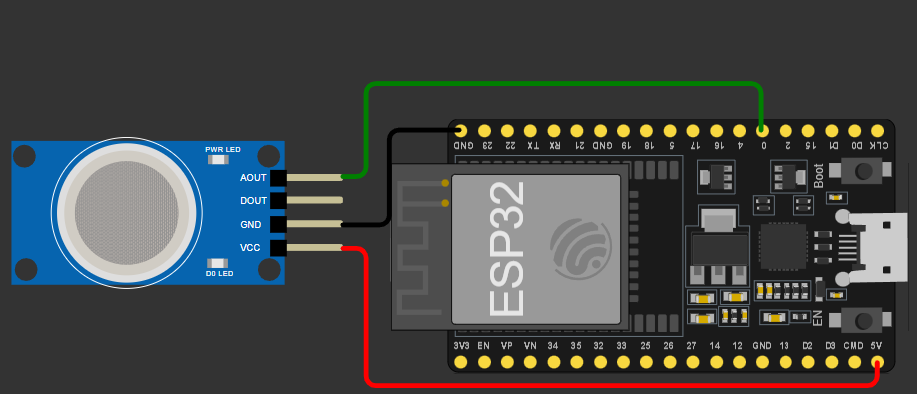 PWR LED
AOUT
DOUT
GND
VCC
D0 LED
GND 23 22 TX RX 21 GND 19 18 5 17 16 4 0 2 15 D1 D0 CLK
Boot
ESP32
EN
3V3 EN VP VN 34 35 32 33 25 26 27 14 12 GND 13 D2 D3 CMD 5V